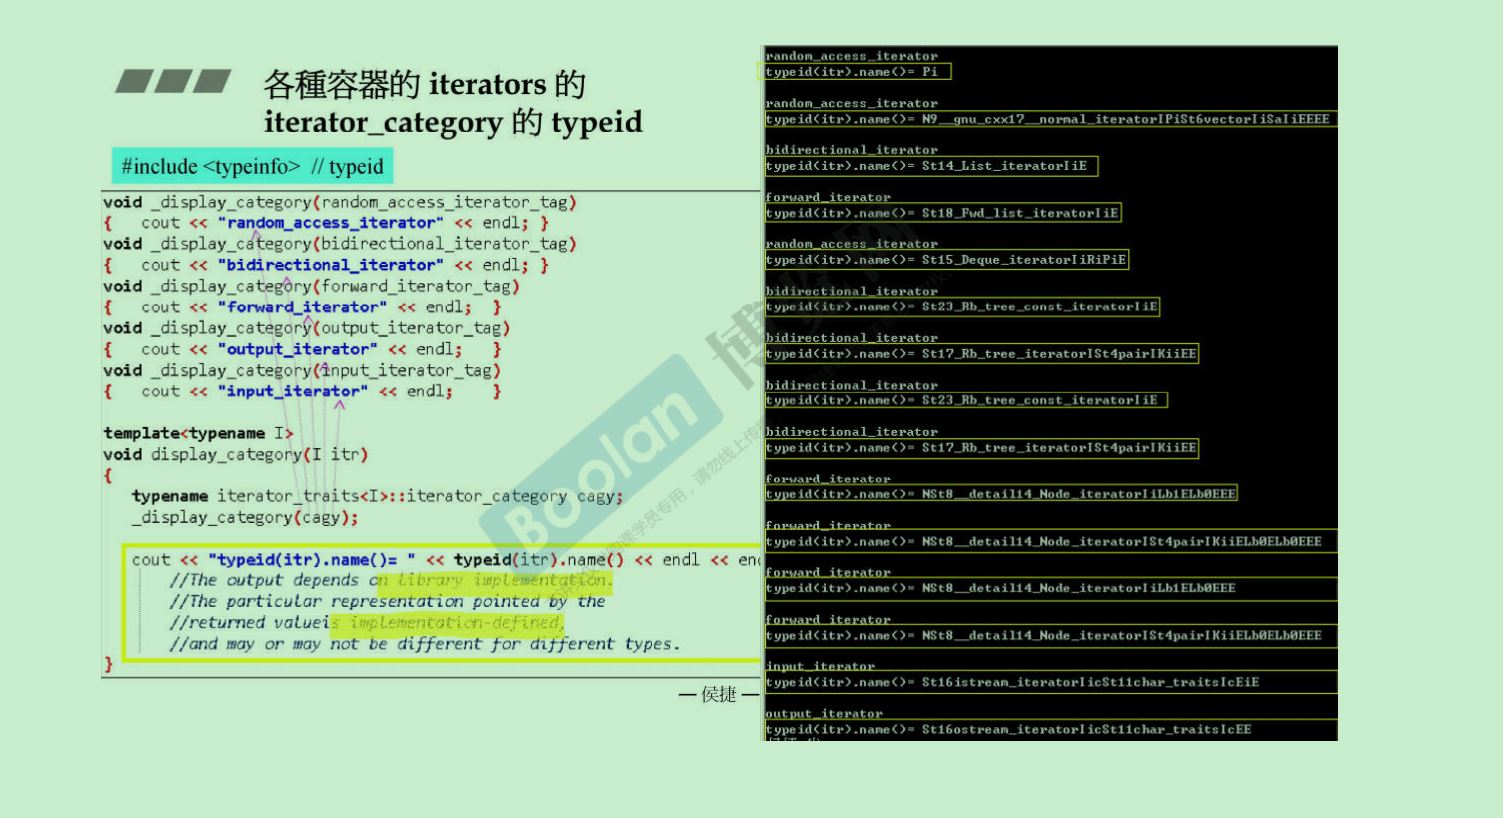 各種容器的 iterators 的
iterator_category 的 typeid
#include <typeinfo> // typeid
void _display_category(random_access_iterator_tag)
{ cout << "random_access_iterator" << endl; }
void _display_category(bidirectional_iterator_tag)
{ cout << "bidirectional_iterator" << endl; }
void _display_category(forward_iterator_tag)
{ cout << "forward_iterator" << endl; }
void _display_category(output_iterator_tag)
{ cout << "output_iterator" << endl; }
void _display_category(input_iterator_tag)
{ cout << "input_iterator" << endl; }
template<typename I>
void display_category(I itr)
{
typename iterator_traits<I>::iterator_category cagy;
_display_category(cagy);
cout << "typeid(itr).name()= " << typeid(itr).name() << endl << en
//The output depends on library implementation.
//The particular representation pointed by the
//returned valueis implementation-defined,
//and may or may not be different for different types.
}
— 侯捷 —
random_access_iterator
typeid(itr).name()= Pi
random_access_iterator
typeid(itr).name()= N9__gnu_cxx17__normal_iteratorIPiSt6vectorIiSaIiEEEE
bidirectional_iterator
typeid(itr).name()= St14_List_iteratorIiE
forward_iterator
typeid(itr).name()= St18_Fwd_list_iteratorIiE
random_access_iterator
typeid(itr).name()= St15_Deque_iteratorIiRiPiE
bidirectional_iterator
typeid(itr).name()= St23_Rb_tree_const_iteratorIiE
bidirectional_iterator
typeid(itr).name()= St17_Rb_tree_iteratorISt4pairIKiiEE
bidirectional_iterator
typeid(itr).name()= St23_Rb_tree_const_iteratorIiE
bidirectional_iterator
typeid(itr).name()= St17_Rb_tree_iteratorISt4pairIKiiEE
forward_iterator
typeid(itr).name()= NSt8__detail14_Node_iteratorIiLb1ELb0EEE
forward_iterator
typeid(itr).name()= NSt8__detail14_Node_iteratorISt4pairIKiiELb0ELb0EEE
forward_iterator
typeid(itr).name()= NSt8__detail14_Node_iteratorIiLb1ELb0EEE
forward_iterator
typeid(itr).name()= NSt8__detail14_Node_iteratorISt4pairIKiiELb0ELb0EEE
input_iterator
typeid(itr).name()= St16istream_iteratorIicSt11char_traitsIcEiE
output_iterator
typeid(itr).name()= St16ostream_iteratorIicSt11char_traitsIcEE
Boolan